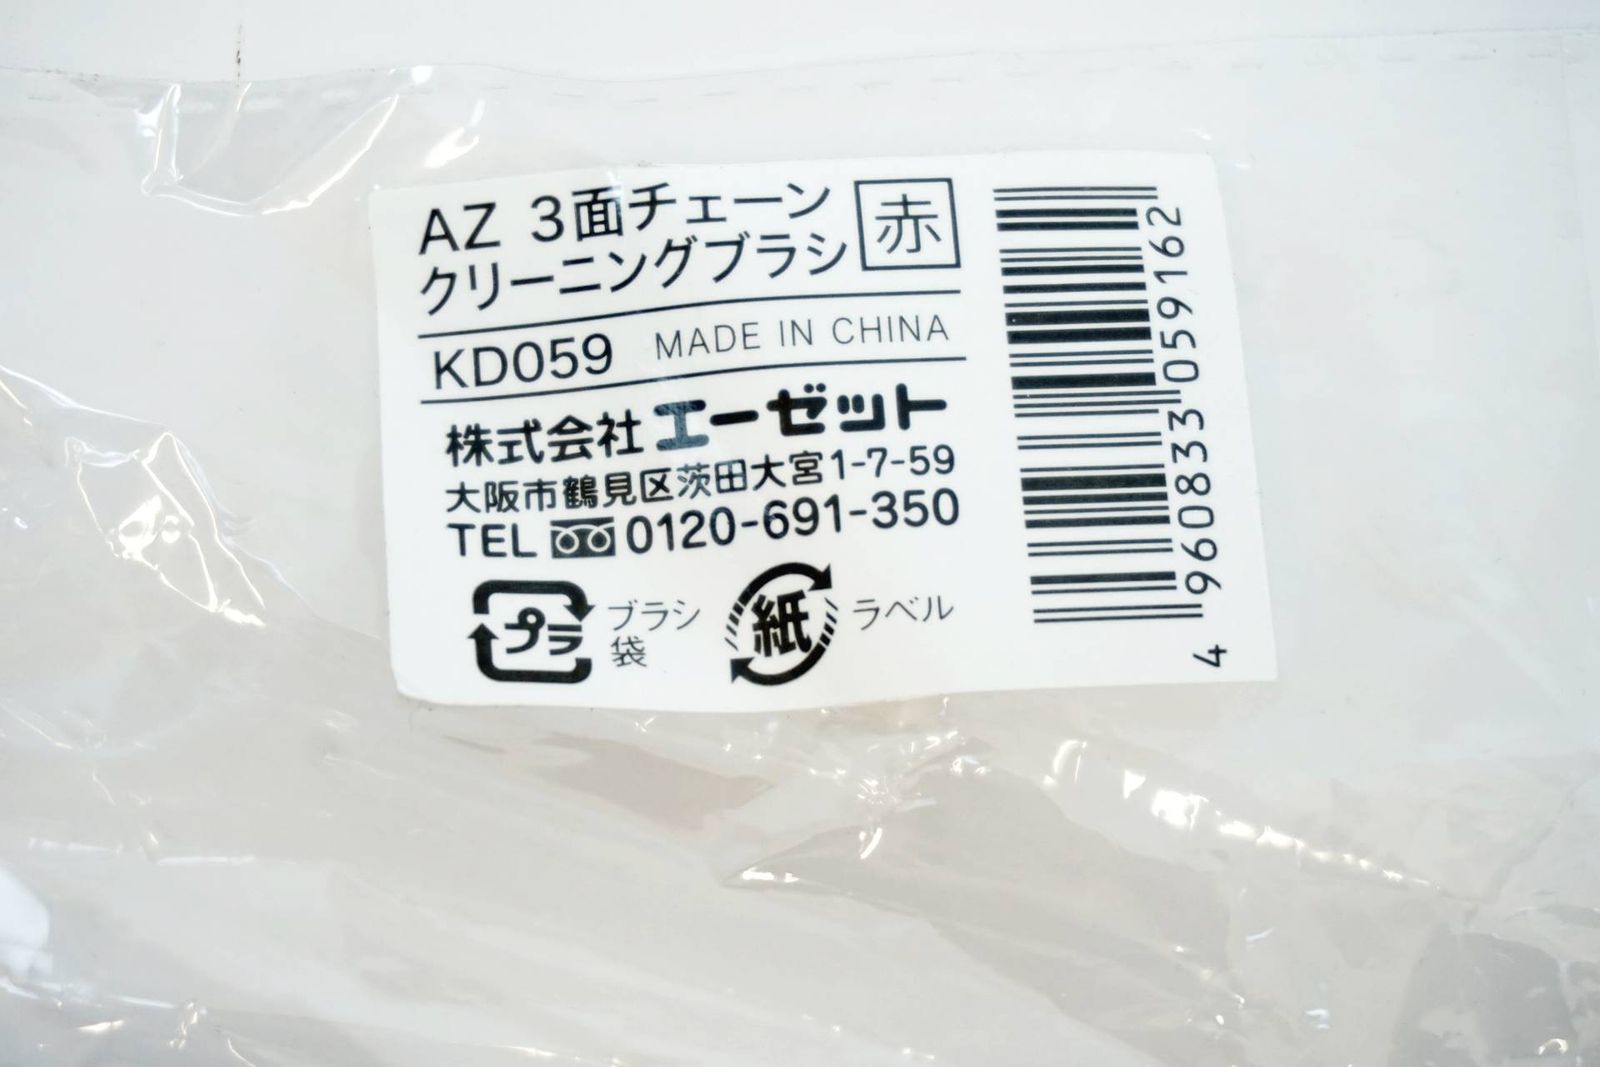 AZ 3面チェーン
クリーニングブラシ 赤
KD059 MADE IN CHINA
株式会社エーゼット
大阪市鶴見区茨田大宮1-7-59
TEL 0120-691-350
プラ ブラシ
袋
紙 ラベル
4 960833 059162